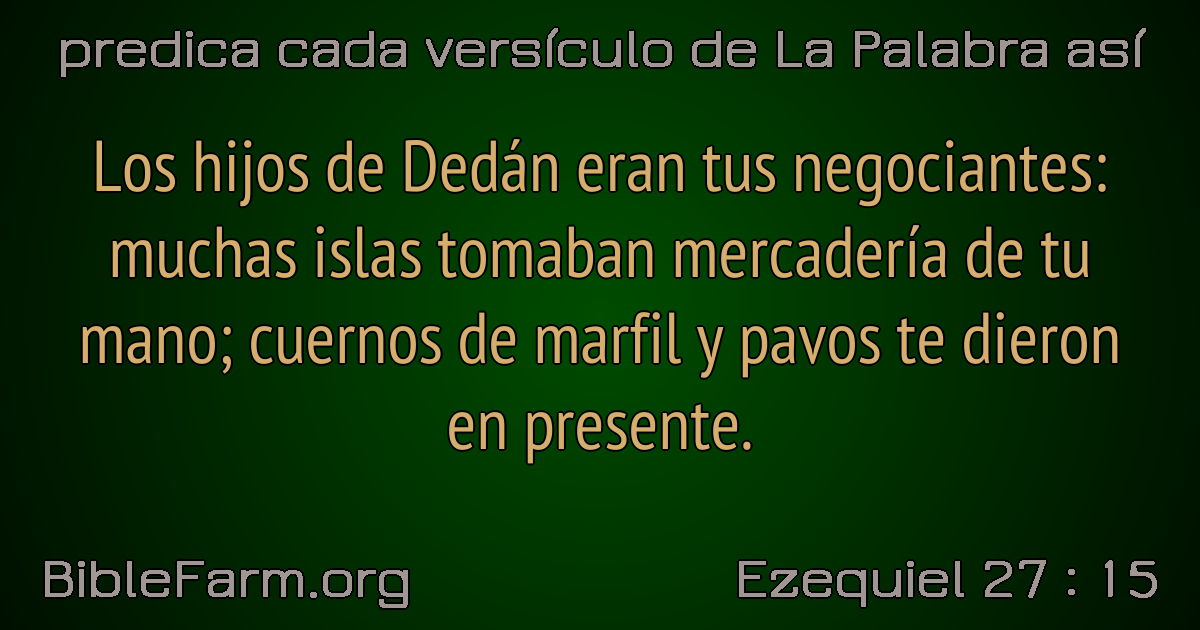 predica cada versículo de La Palabra así
Los hijos de Dedán eran tus negociantes:
muchas islas tomaban mercadería de tu
mano; cuernos de marfil y pavos te dieron
en presente.
BibleFarm.org
Ezequiel 27 : 15